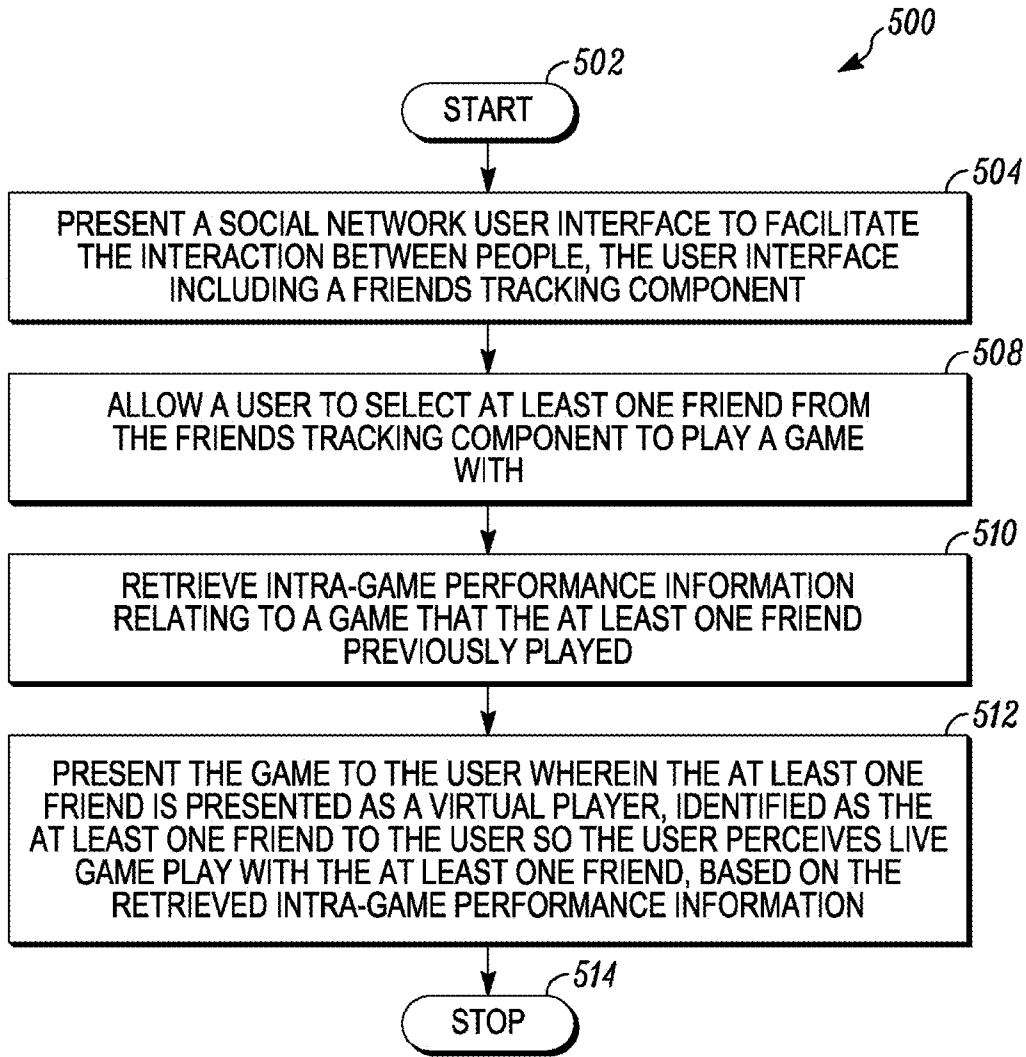 500
502
START
504
PRESENT A SOCIAL NETWORK USER INTERFACE TO FACILITATE
THE INTERACTION BETWEEN PEOPLE, THE USER INTERFACE
INCLUDING A FRIENDS TRACKING COMPONENT
508
ALLOW A USER TO SELECT AT LEAST ONE FRIEND FROM
THE FRIENDS TRACKING COMPONENT TO PLAY A GAME
WITH
510
RETRIEVE INTRA-GAME PERFORMANCE INFORMATION
RELATING TO A GAME THAT THE AT LEAST ONE FRIEND
PREVIOUSLY PLAYED
512
PRESENT THE GAME TO THE USER WHEREIN THE AT LEAST ONE
FRIEND IS PRESENTED AS A VIRTUAL PLAYER, IDENTIFIED AS THE
AT LEAST ONE FRIEND TO THE USER SO THE USER PERCEIVES LIVE
GAME PLAY WITH THE AT LEAST ONE FRIEND, BASED ON THE
RETRIEVED INTRA-GAME PERFORMANCE INFORMATION
514
STOP